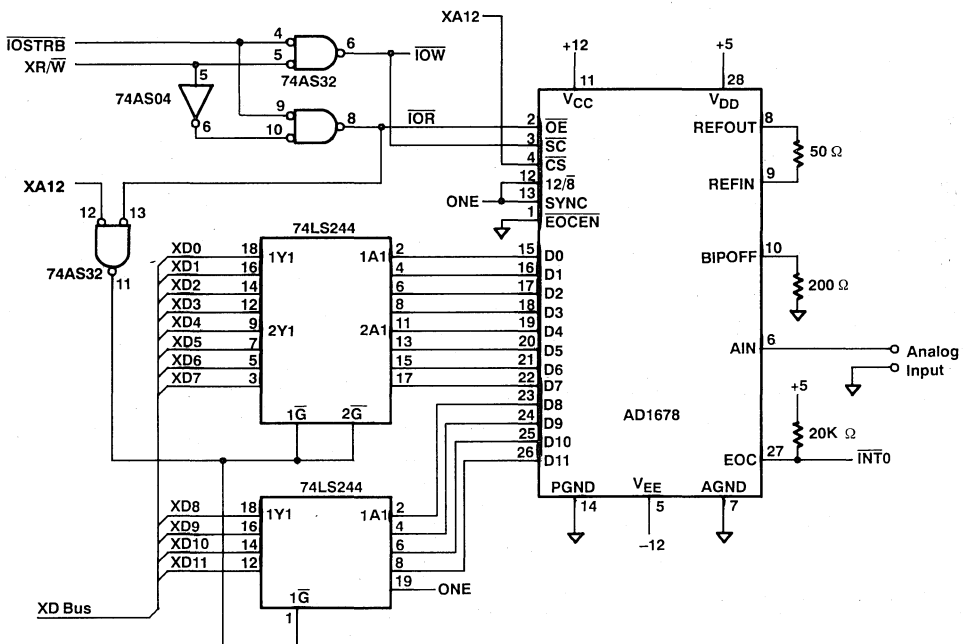 XA12
IOSTRB
XR/W
4
5
6
74AS32
IOW
5
74AS04
6
9
10
8
IOR
XA12
12
13
74AS32
11
+12
11
VCC
+5
28
VDD
2 OE
3 SC
4 CS
12 12/8
13 SYNC
1 EOCEN
ONE
REFOUT 8
50 Ω
REFIN 9
BIPOFF 10
200 Ω
AIN 6
Analog
Input
+5
20K Ω
EOC 27
INT0
AD1678
74LS244
XD0 18 1Y1 1A1 2 15 D0
XD1 16 4 16 D1
XD2 14 6 17 D2
XD3 12 8 18 D3
XD4 9 2Y1 2A1 11 19 D4
XD5 7 13 20 D5
XD6 5 15 21 D6
XD7 3 17 22 D7
23 D8
24 D9
25 D10
26 D11
1G 2G
PGND
14
VEE
5
-12
AGND
7
74LS244
XD8 18 1Y1 1A1 2
XD9 16 4
XD10 14 6
XD11 12 8
19 ONE
1G
1
XD Bus